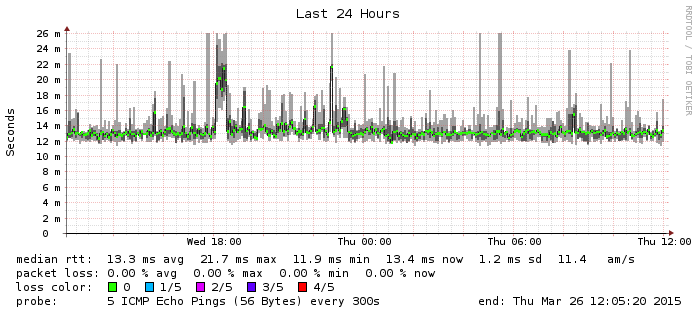 Last 24 Hours
RRDTOOL / TOBI OETIKER
Seconds
26 m
24 m
22 m
20 m
18 m
16 m
14 m
12 m
10 m
8 m
6 m
4 m
2 m
0
Wed 18:00 Thu 00:00 Thu 06:00 Thu 12:00
median rtt: 13.3 ms avg 21.7 ms max 11.9 ms min 13.4 ms now 1.2 ms sd 11.4 am/s
packet loss: 0.00 % avg 0.00 % max 0.00 % min 0.00 % now
loss color: 0 1/5 2/5 3/5 4/5
probe: 5 ICMP Echo Pings (56 Bytes) every 300s end: Thu Mar 26 12:05:20 2015